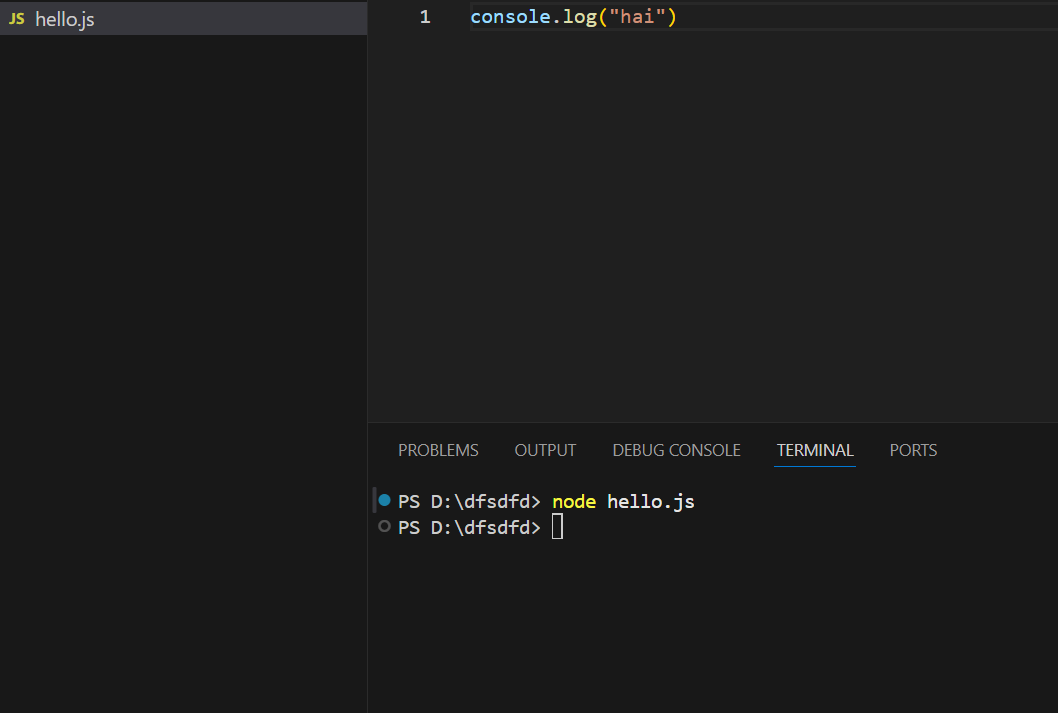 JS hello.js
1 console.log("hai")
PROBLEMS OUTPUT DEBUG CONSOLE TERMINAL PORTS
PS D:\dfsdfd> node hello.js
PS D:\dfsdfd>